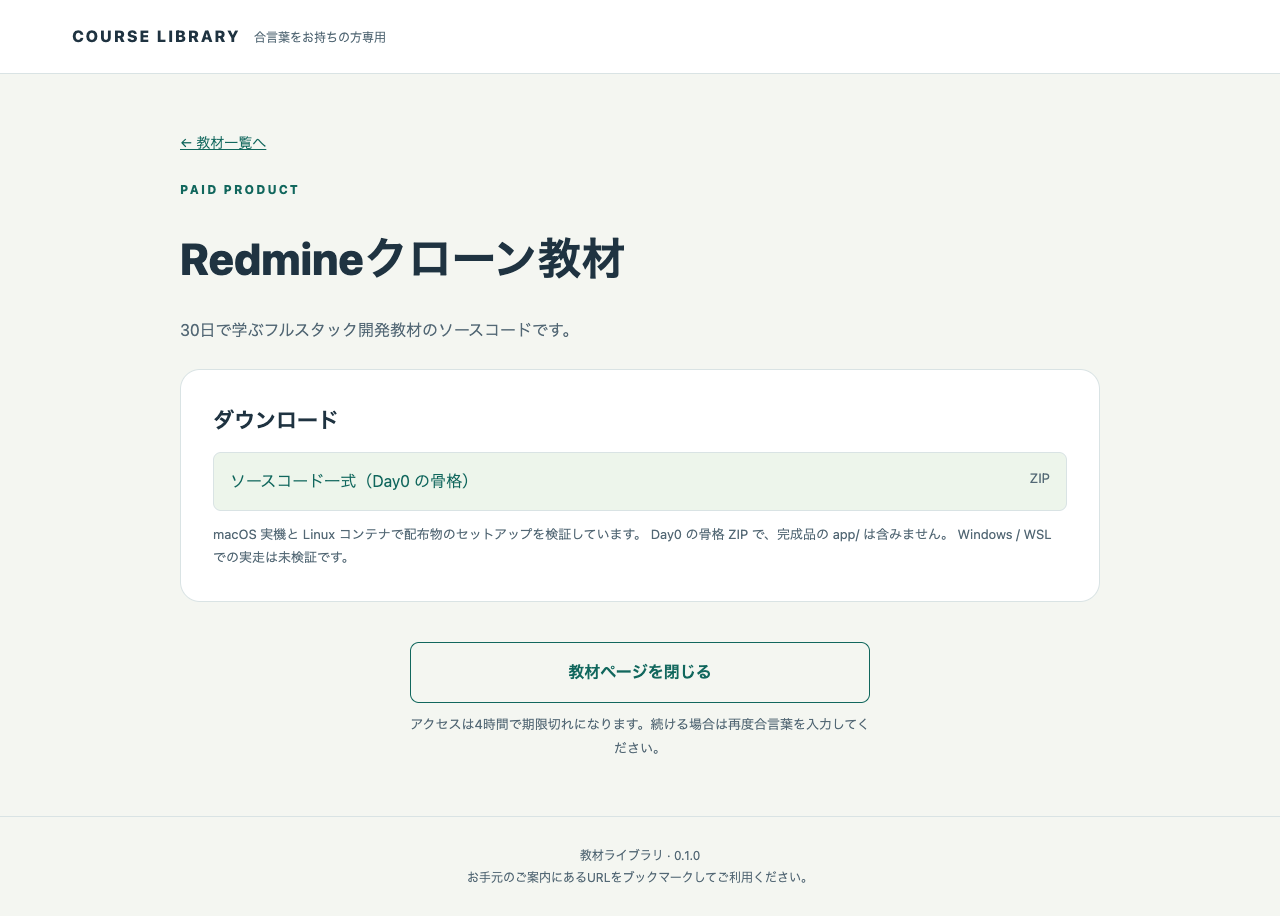 COURSE LIBRARY 合言葉をお持ちの方専用
← 教材一覧へ
PAID PRODUCT
Redmineクローン教材
30日で学ぶフルスタック開発教材のソースコードです。
ダウンロード
ソースコード一式（Day0 の骨格） ZIP
macOS 実機と Linux コンテナで配布物のセットアップを検証しています。 Day0 の骨格 ZIP で、完成品の app/ は含みません。 Windows / WSL
での実走は未検証です。
教材ページを閉じる
アクセスは4時間で期限切れになります。続ける場合は再度合言葉を入力してく
ださい。
教材ライブラリ · 0.1.0
お手元のご案内にあるURLをブックマークしてご利用ください。